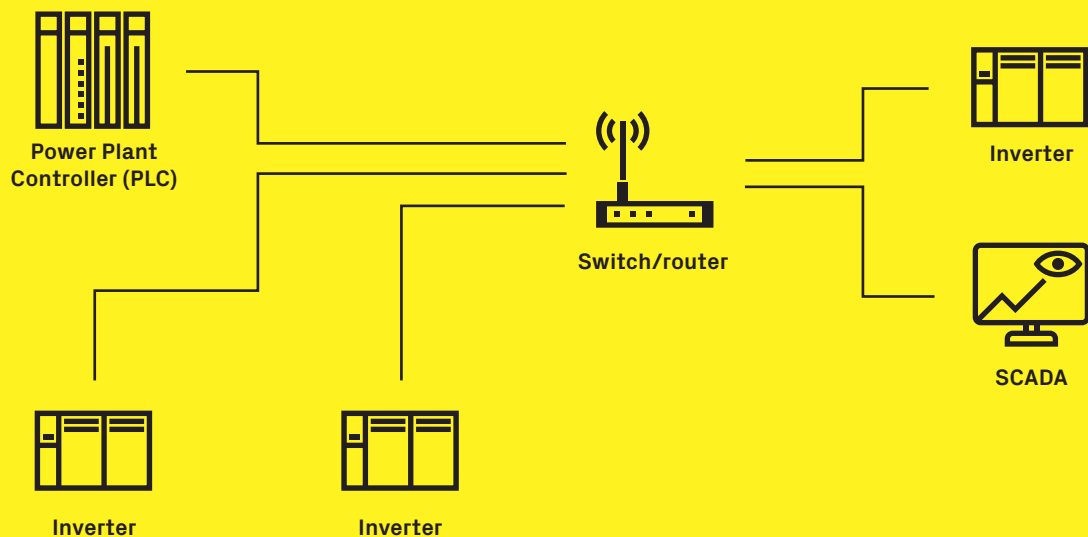 Power Plant
Controller (PLC)
Inverter
Switch/router
SCADA
Inverter
Inverter